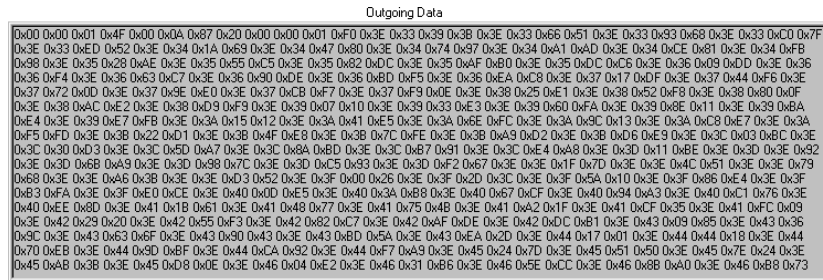 Outgoing Data
0x00 0x00 0x01 0x4F 0x00 0x0A 0x87 0x20 0x00 0x00 0x01 0xF0 0x3E 0x33 0x39 0x3B 0x3E 0x33 0x66 0x51 0x3E 0x33 0x93 0x68 0x3E 0x33 0xC0 0x7F
0x3E 0x33 0xED 0x52 0x3E 0x34 0x1A 0x69 0x3E 0x34 0x47 0x80 0x3E 0x34 0x74 0x97 0x3E 0x34 0xA1 0xAD 0x3E 0x34 0xCE 0x81 0x3E 0x34 0xFB
0x98 0x3E 0x35 0x28 0xAE 0x3E 0x35 0x55 0xC5 0x3E 0x35 0x82 0xDC 0x3E 0x35 0xAF 0xB0 0x3E 0x35 0xDC 0xC6 0x3E 0x36 0x09 0xDD 0x3E 0x36
0x36 0xF4 0x3E 0x36 0x63 0xC7 0x3E 0x36 0x90 0xDE 0x3E 0x36 0xBD 0xF5 0x3E 0x36 0xEA 0xC8 0x3E 0x37 0x17 0xDF 0x3E 0x37 0x44 0xF6 0x3E
0x37 0x72 0x0D 0x3E 0x37 0x9E 0xE0 0x3E 0x37 0xCB 0xF7 0x3E 0x37 0xF9 0x0E 0x3E 0x38 0x25 0xE1 0x3E 0x38 0x52 0xF8 0x3E 0x38 0x80 0x0F
0x3E 0x38 0xAC 0xE2 0x3E 0x38 0xD9 0xF9 0x3E 0x39 0x07 0x10 0x3E 0x39 0x33 0xE3 0x3E 0x39 0x60 0xFA 0x3E 0x39 0x8E 0x11 0x3E 0x39 0xBA
0xE4 0x3E 0x39 0xE7 0xFB 0x3E 0x3A 0x15 0x12 0x3E 0x3A 0x41 0xE5 0x3E 0x3A 0x6E 0xFC 0x3E 0x3A 0x9C 0x13 0x3E 0x3A 0xC8 0xE7 0x3E 0x3A
0xF5 0xFD 0x3E 0x3B 0x22 0xD1 0x3E 0x3B 0x4F 0xE8 0x3E 0x3B 0x7C 0xFE 0x3E 0x3B 0xA9 0xD2 0x3E 0x3B 0xD6 0xE9 0x3E 0x3C 0x03 0xBC 0x3E
0x3C 0x30 0xD3 0x3E 0x3C 0x5D 0xA7 0x3E 0x3C 0x8A 0xBD 0x3E 0x3C 0xB7 0x91 0x3E 0x3C 0xE4 0xA8 0x3E 0x3D 0x11 0xBE 0x3E 0x3D 0x3E 0x92
0x3E 0x3D 0x6B 0xA9 0x3E 0x3D 0x98 0x7C 0x3E 0x3D 0xC5 0x93 0x3E 0x3D 0xF2 0x67 0x3E 0x3E 0x1F 0x7D 0x3E 0x3E 0x4C 0x51 0x3E 0x3E 0x79
0x68 0x3E 0x3E 0xA6 0x3B 0x3E 0x3E 0xD3 0x52 0x3E 0x3F 0x00 0x26 0x3E 0x3F 0x2D 0x3C 0x3E 0x3F 0x5A 0x10 0x3E 0x3F 0x86 0xE4 0x3E 0x3F
0xB3 0xFA 0x3E 0x3F 0xE0 0xCE 0x3E 0x40 0x0D 0xE5 0x3E 0x40 0x3A 0xB8 0x3E 0x40 0x67 0xCF 0x3E 0x40 0x94 0xA3 0x3E 0x40 0xC1 0x76 0x3E
0x40 0xEE 0x8D 0x3E 0x41 0x1B 0x61 0x3E 0x41 0x48 0x77 0x3E 0x41 0x75 0x4B 0x3E 0x41 0xA2 0x1F 0x3E 0x41 0xCF 0x35 0x3E 0x41 0xFC 0x09
0x3E 0x42 0x29 0x20 0x3E 0x42 0x55 0xF3 0x3E 0x42 0x82 0xC7 0x3E 0x42 0xAF 0xDE 0x3E 0x42 0xDC 0xB1 0x3E 0x43 0x09 0x85 0x3E 0x43 0x36
0x9C 0x3E 0x43 0x63 0x6F 0x3E 0x43 0x90 0x43 0x3E 0x43 0xBD 0x5A 0x3E 0x43 0xEA 0x2D 0x3E 0x44 0x17 0x01 0x3E 0x44 0x44 0x18 0x3E 0x44
0x70 0xEB 0x3E 0x44 0x9D 0xBF 0x3E 0x44 0xCA 0x92 0x3E 0x44 0xF7 0xA9 0x3E 0x45 0x24 0x7D 0x3E 0x45 0x51 0x50 0x3E 0x45 0x7E 0x24 0x3E
0x45 0xAB 0x3B 0x3E 0x45 0xD8 0x0E 0x3E 0x46 0x04 0xE2 0x3E 0x46 0x31 0xB6 0x3E 0x46 0x5E 0xCC 0x3E 0x46 0x8B 0xA0 0x3E 0x46 0xB8 0x73